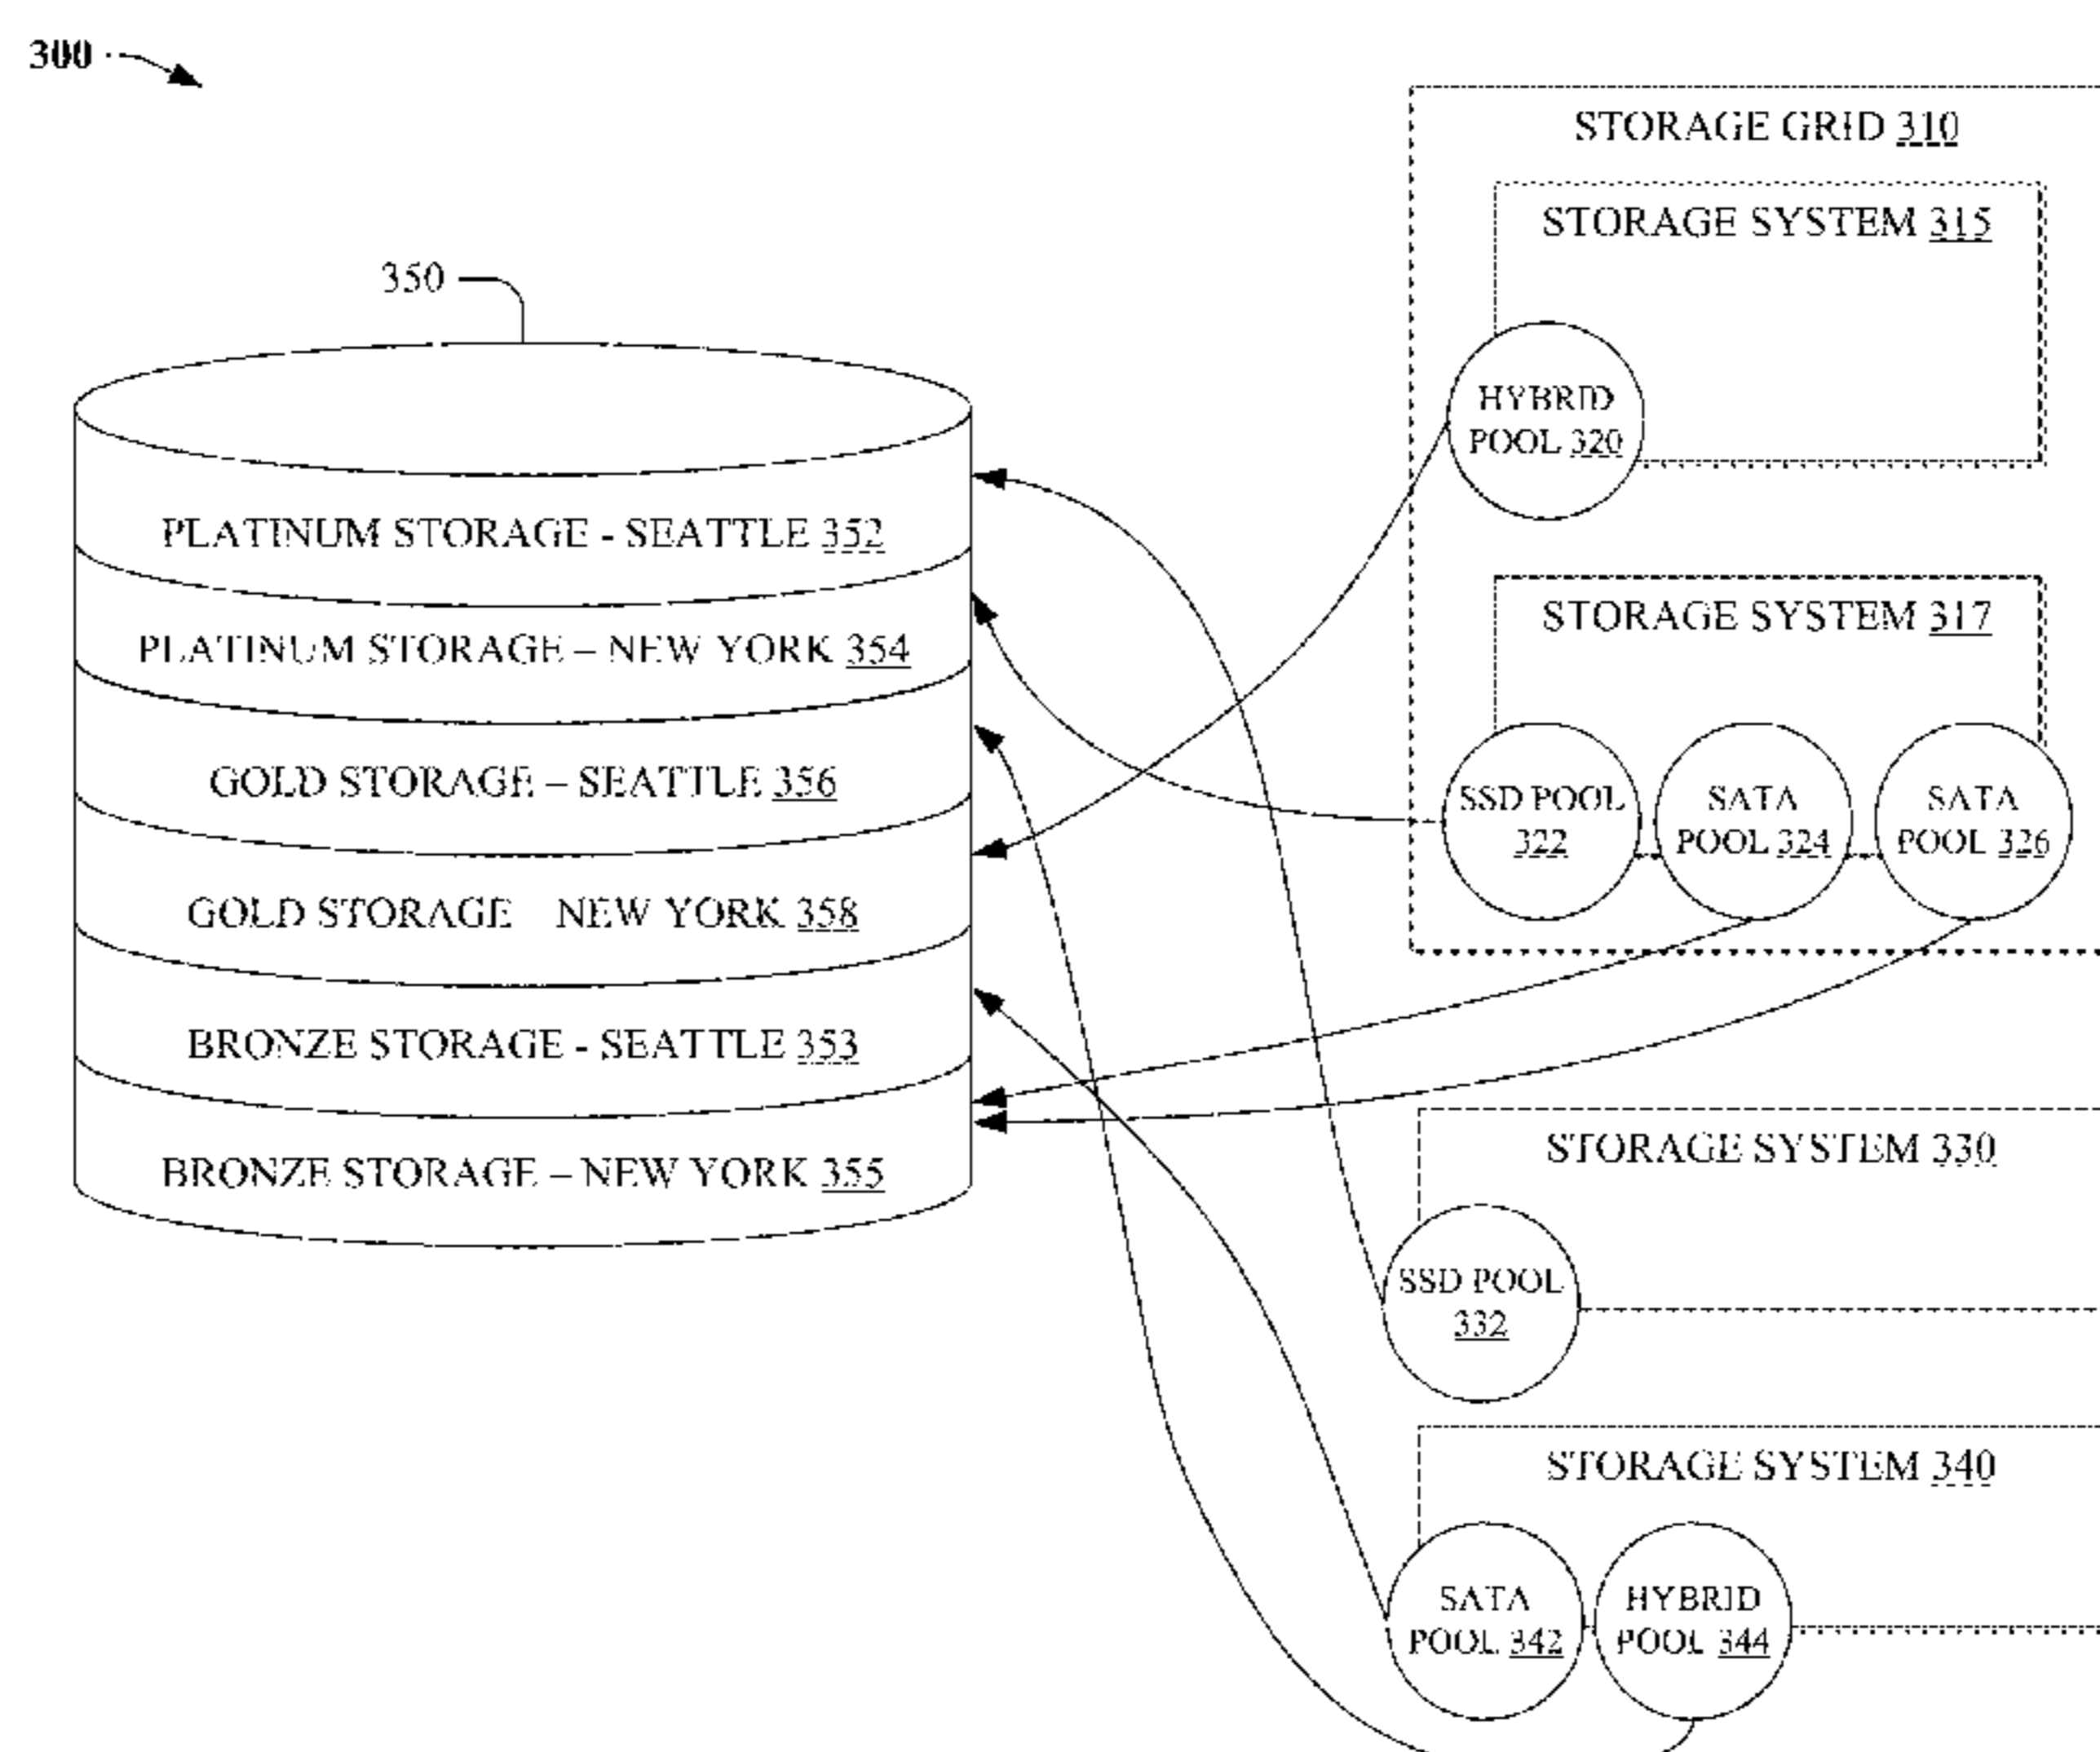 300
STORAGE GRID 310
STORAGE SYSTEM 315
350
HYBRID
POOL 320
PLATINUM STORAGE - SEATTLE 352
PLATINUM STORAGE – NEW YORK 354
GOLD STORAGE – SEATTLE 356
GOLD STORAGE NEW YORK 358
BRONZE STORAGE - SEATTLE 353
BRONZE STORAGE – NEW YORK 355
STORAGE SYSTEM 317
SSD POOL
322
SATA
POOL 324
SATA
POOL 326
STORAGE SYSTEM 330
SSD POOL
332
STORAGE SYSTEM 340
SATA
POOL 342
HYBRID
POOL 344